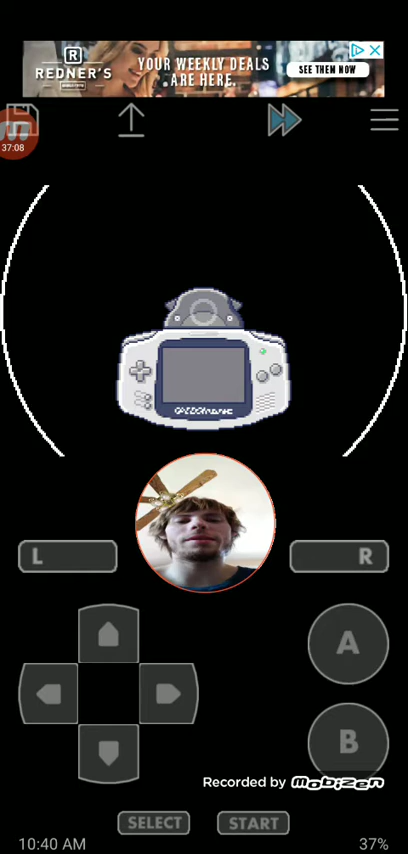 R
REDNER'S
YOUR WEEKLY DEALS
ARE HERE.
SEE THEM NOW
37:08
L
R
A
B
Recorded by Mobizen
SELECT
START
10:40 AM
37%